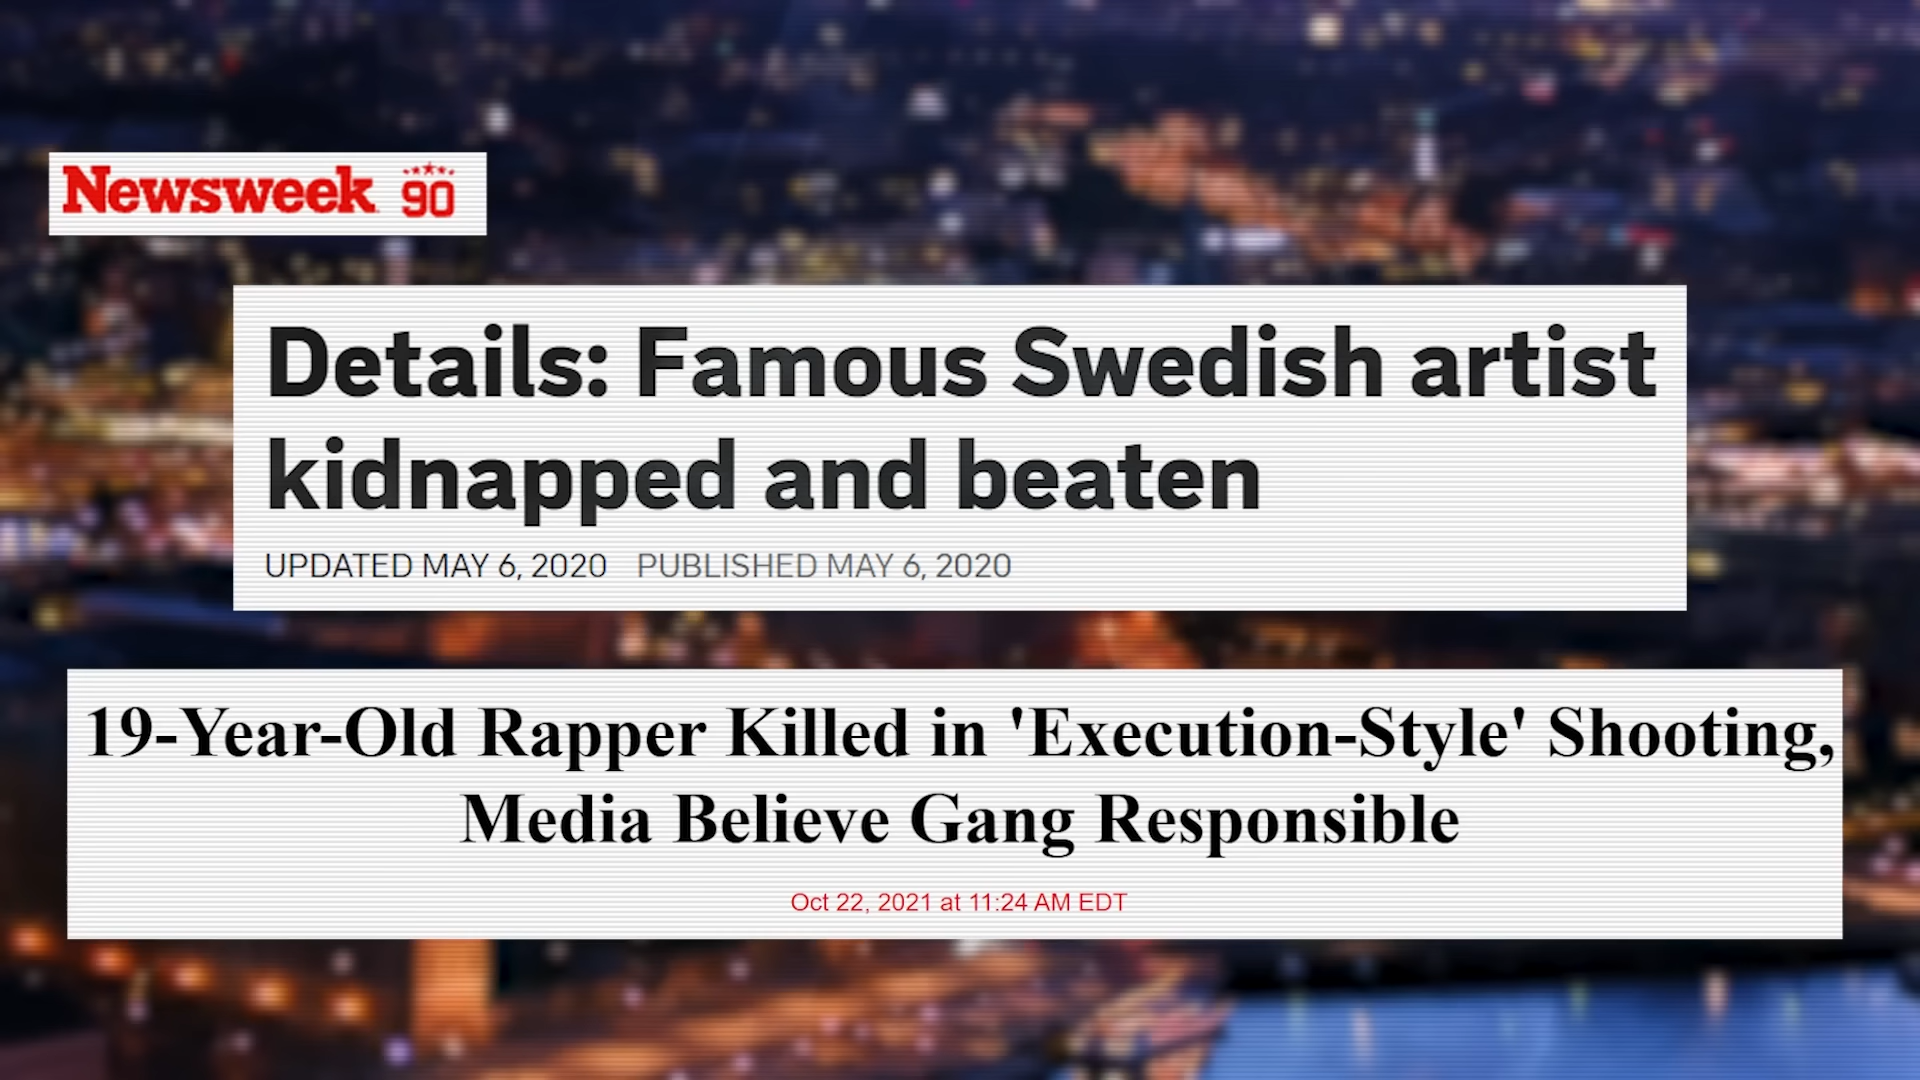 Newsweek 90
Details: Famous Swedish artist
kidnapped and beaten
UPDATED MAY 6, 2020 PUBLISHED MAY 6, 2020
19-Year-Old Rapper Killed in 'Execution-Style' Shooting,
Media Believe Gang Responsible
Oct 22, 2021 at 11:24 AM EDT